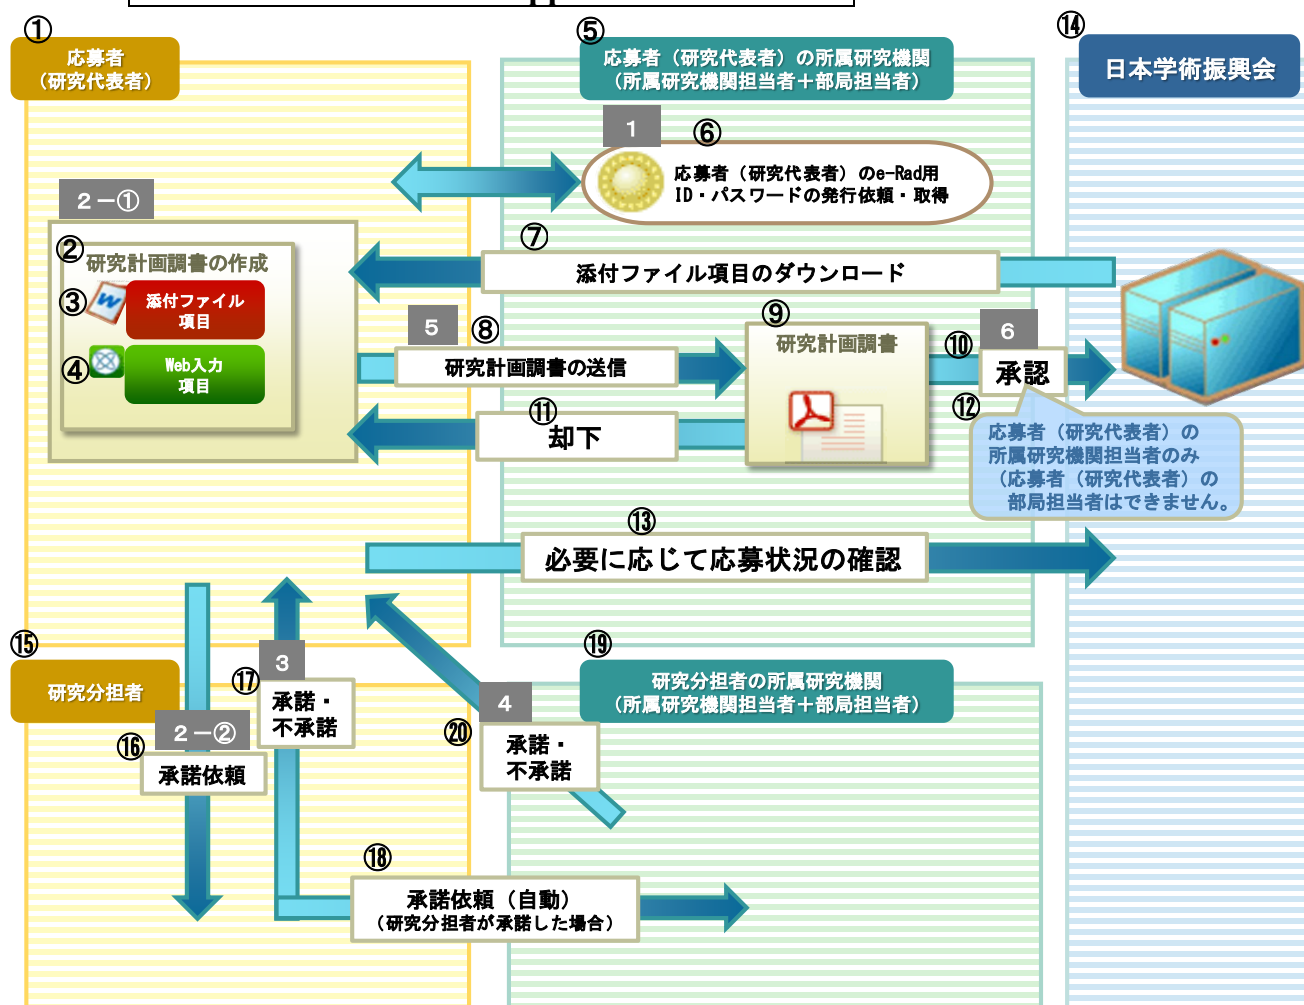 ①
応募者
（研究代表者）
⑤
応募者（研究代表者）の所属研究機関
（所属研究機関担当者＋部局担当者）
⑭
日本学術振興会
1
⑥
応募者（研究代表者）のe-Rad用
ID・パスワードの発行依頼・取得
２－①
②
研究計画調書の作成
③
添付ファイル
項目
④
Web入力
項目
⑦
添付ファイル項目のダウンロード
5
⑧
研究計画調書の送信
⑨
研究計画調書
⑩
6
承認
⑪
却下
⑫
応募者（研究代表者）の
所属研究機関担当者のみ
（応募者（研究代表者）の
部局担当者はできません。
⑬
必要に応じて応募状況の確認
⑮
研究分担者
⑯
２－②
承諾依頼
⑰
3
承諾・
不承諾
⑱
承諾依頼（自動）
（研究分担者が承諾した場合）
⑲
研究分担者の所属研究機関
（所属研究機関担当者＋部局担当者）
⑳
4
承諾・
不承諾